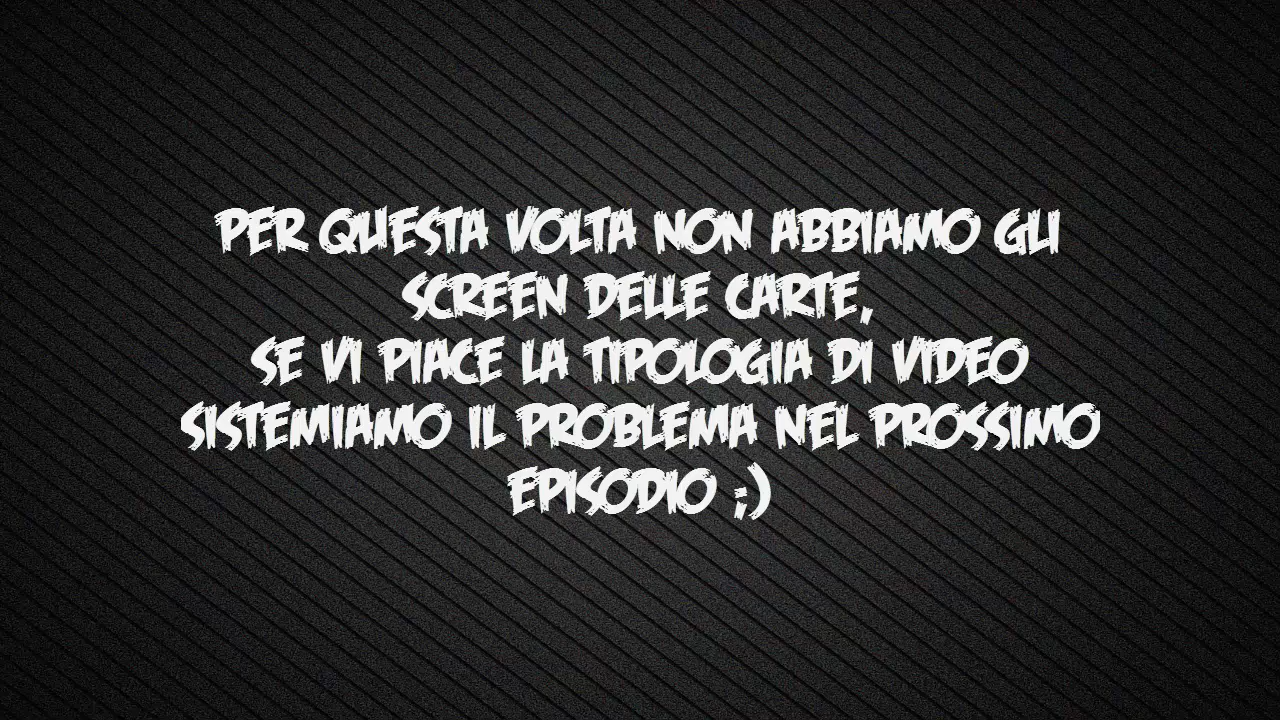 PER QUESTA VOLTA NON ABBIAMO GLI
SCREEN DELLE CARTE,
SE VI PIACE LA TIPOLOGIA DI VIDEO
SISTEMIAMO IL PROBLEMA NEL PROSSIMO
EPISODIO ;)